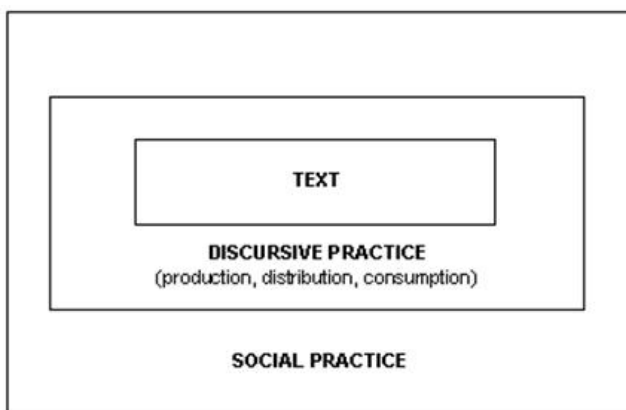 TEXT
DISCURSIVE PRACTICE
(production, distribution, consumption)
SOCIAL PRACTICE